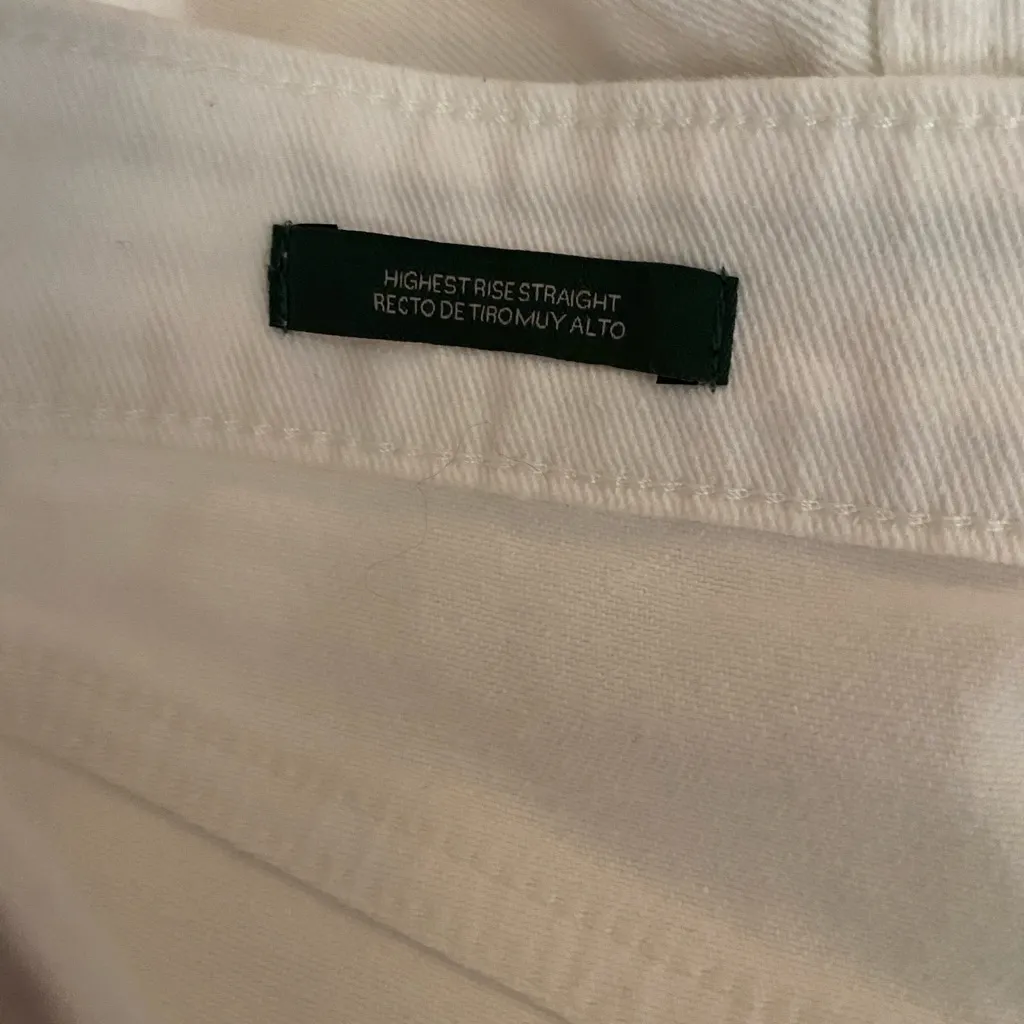 HIGHEST RISE STRAIGHT
RECTO DE TIRO MUY ALTO